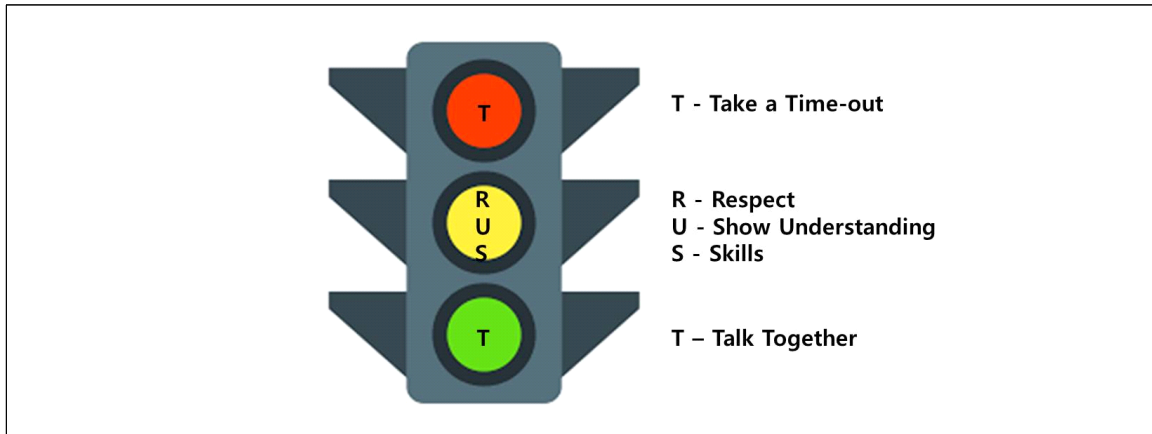 T
T - Take a Time-out
R
U
S
R - Respect
U - Show Understanding
S - Skills
T
T – Talk Together